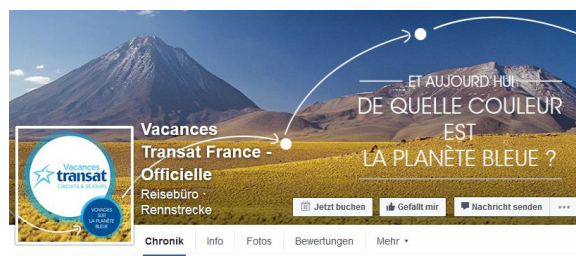 ET AUJOURD'HUI
DE QUELLE COULEUR
EST
LA PLANÈTE BLEUE ?
Vacances
Transat France -
Officielle
Reisebüro ·
Rennstrecke
Vacances
transat
CIRCUITS & SÉJOURS
VOYAGES
SUR
LA PLANÈTE
BLEUE
Jetzt buchen
Gefällt mir
Nachricht senden
Chronik Info Fotos Bewertungen Mehr